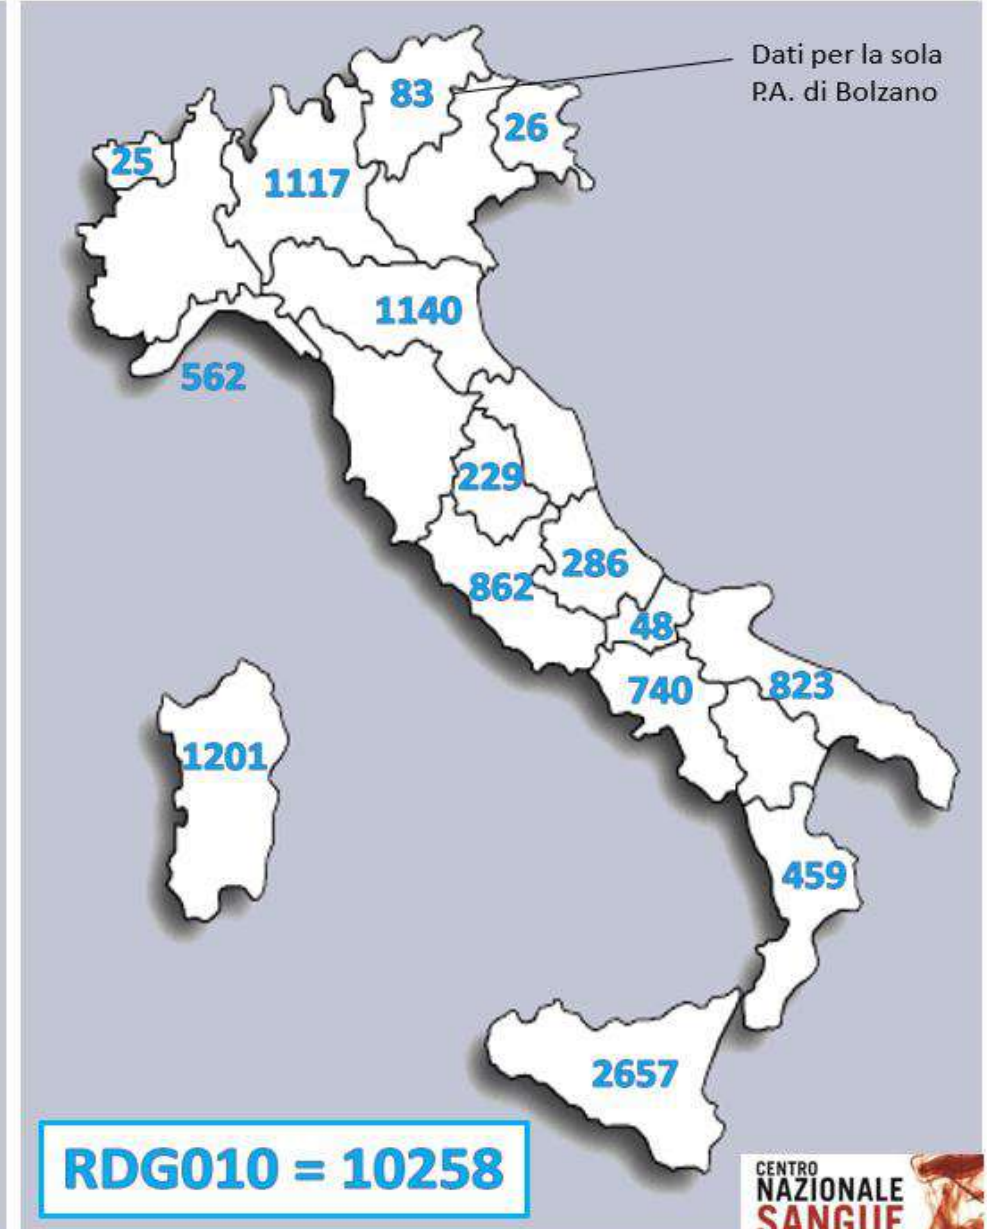 Dati per la sola
P.A. di Bolzano
83
26
25
1117
1140
562
229
286
862
48
740
823
1201
459
2657
RDG010 = 10258
CENTRO
NAZIONALE
SANGUE